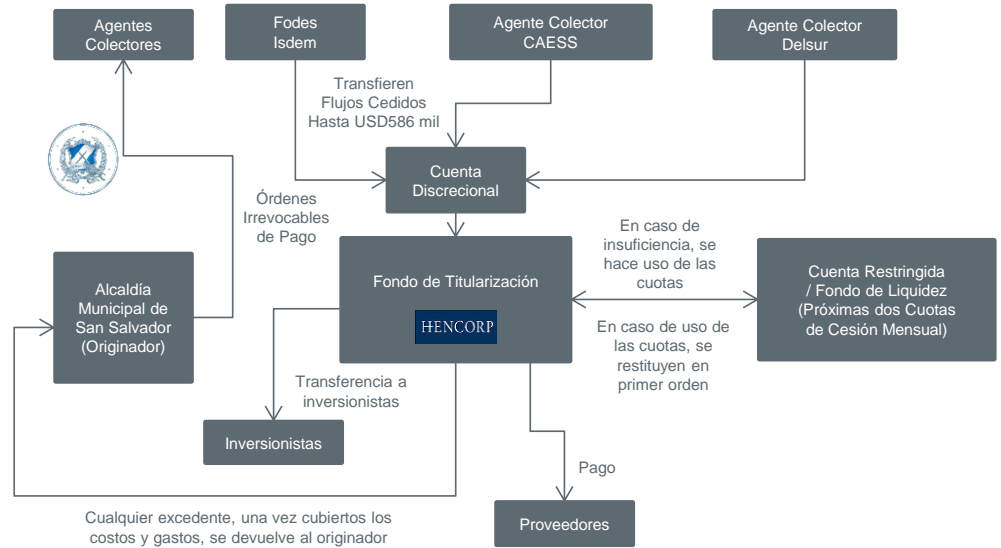 Agentes
Colectores
Fodes
Isdem
Agente Colector
CAESS
Agente Colector
Delsur
Transfieren
Flujos Cedidos
Hasta USD586 mil
Cuenta
Discrecional
Órdenes
Irrevocables
de Pago
En caso de
insuficiencia, se
hace uso de las
cuotas
Alcaldía
Municipal de
San Salvador
(Originador)
Fondo de Titularización
HENCORP
Cuenta Restringida
/ Fondo de Liquidez
(Próximas dos Cuotas
de Cesión Mensual)
En caso de uso de
las cuotas, se
restituyen en
primer orden
Transferencia a
inversionistas
Inversionistas
Pago
Cualquier excedente, una vez cubiertos los
costos y gastos, se devuelve al originador
Proveedores